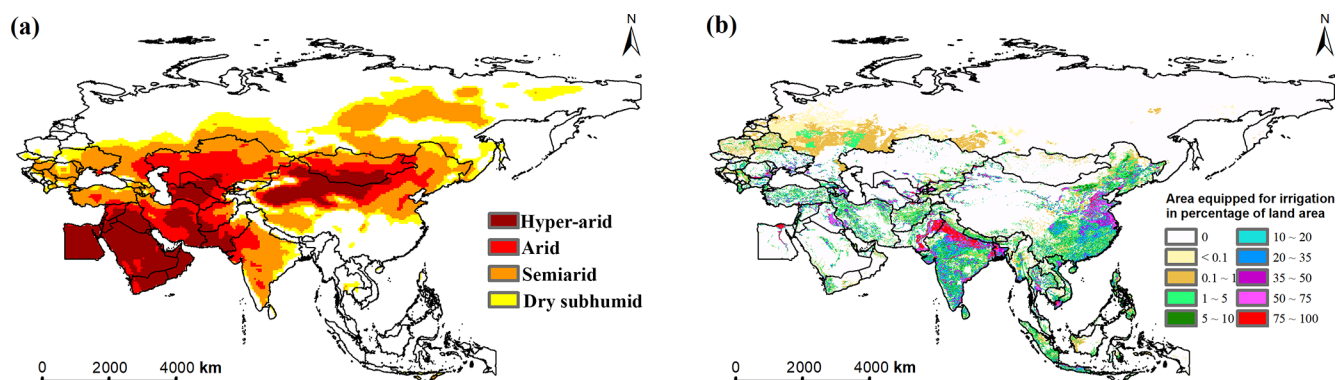 (a)
N
Hyper-arid
Arid
Semiarid
Dry subhumid
0 2000 4000 km
(b)
N
Area equipped for irrigation
in percentage of land area
0
< 0.1
0.1 ~ 1
1 ~ 5
5 ~ 10
10 ~ 20
20 ~ 35
35 ~ 50
50 ~ 75
75 ~ 100
0 2000 4000 km